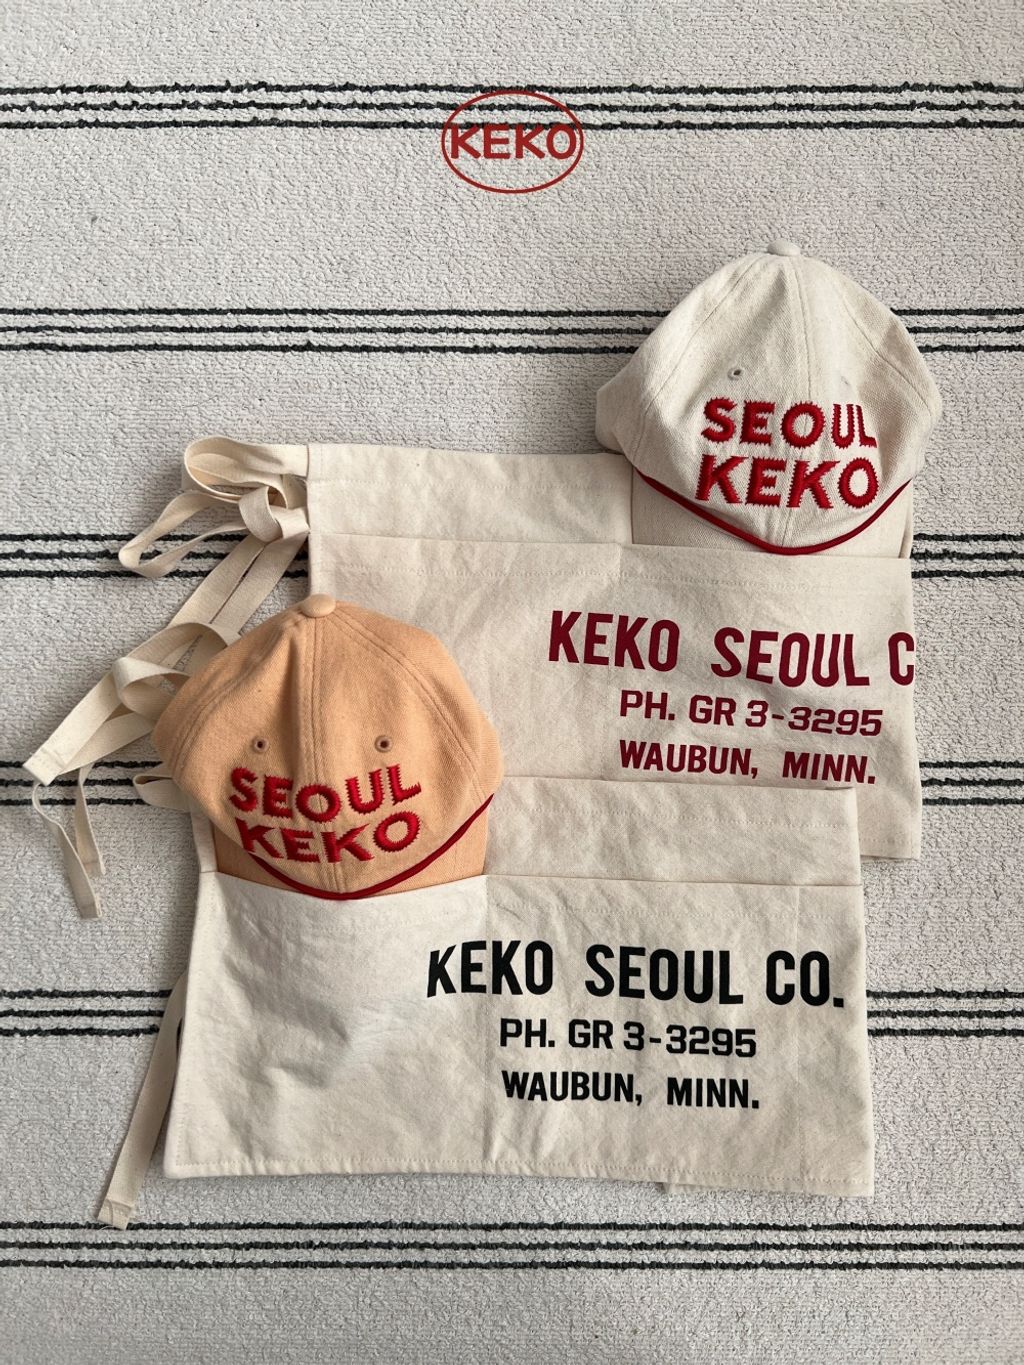 KEKO
SEOUL
KEKO
KEKO SEOUL C
PH. GR 3-3295
WAUBUN, MINN.
SEOUL
KEKO
KEKO SEOUL CO.
PH. GR 3-3295
WAUBUN, MINN.